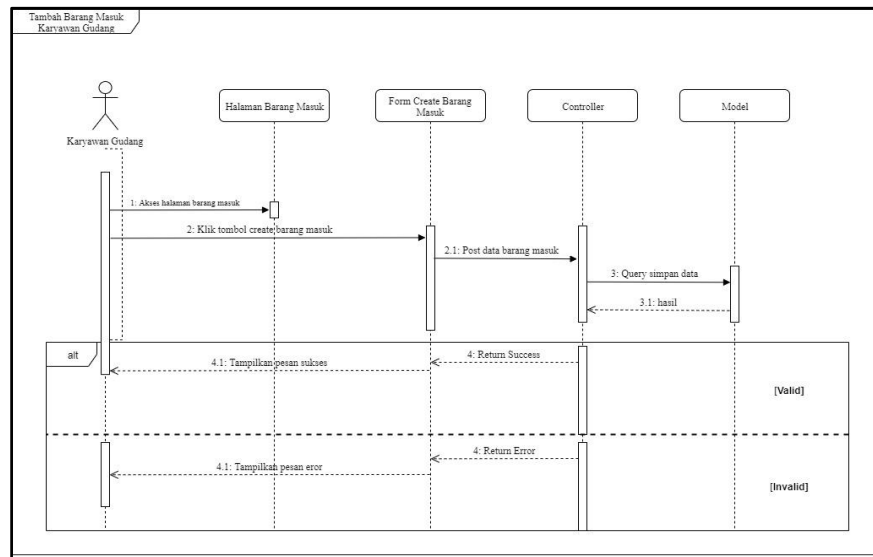 Tambah Barang Masuk
Karyawan Gudang
Karyawan Gudang
Halaman Barang Masuk
Form Create Barang
Masuk
Controller
Model
1: Akses halaman barang masuk
2: Klik tombol create barang masuk
2.1: Post data barang masuk
3: Query simpan data
3.1: hasil
alt
4: Return Success
4.1: Tampilkan pesan sukses
[Valid]
4: Return Error
4.1: Tampilkan pesan eror
[Invalid]